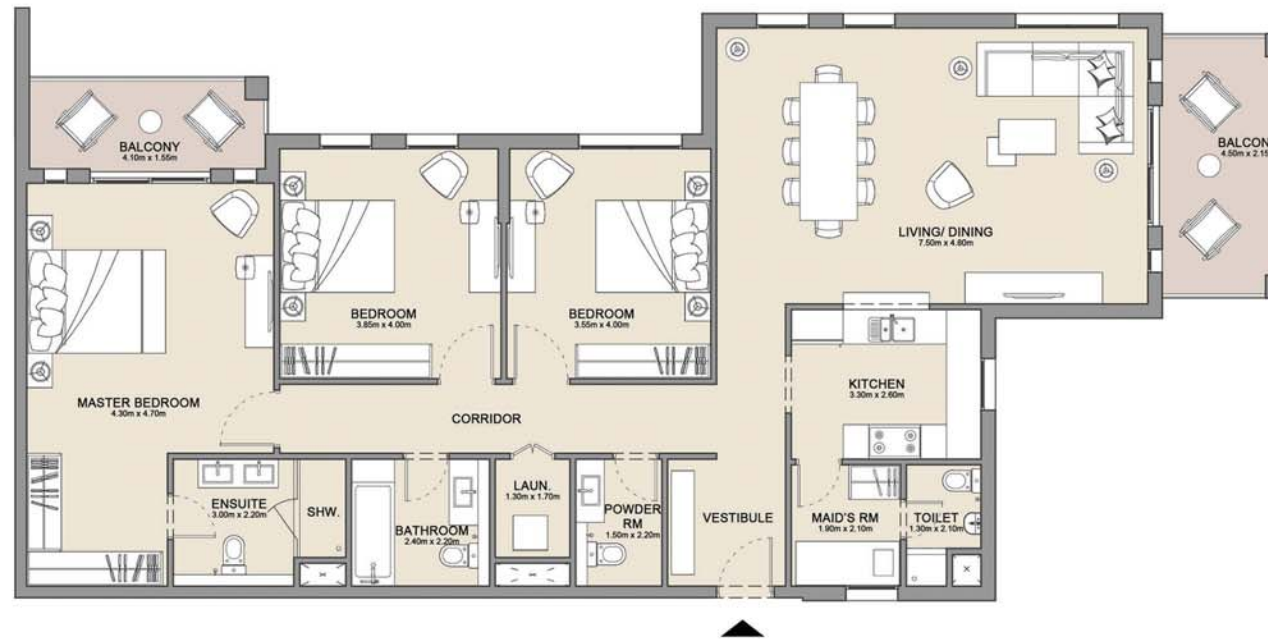 BALCONY
4.10m x 1.55m
BALCON
4.50m x 2.15
LIVING/ DINING
7.50m x 4.60m
BEDROOM
3.85m x 4.00m
BEDROOM
3.55m x 4.00m
MASTER BEDROOM
4.30m x 4.70m
KITCHEN
3.30m x 2.60m
CORRIDOR
ENSUITE
3.00m x 2.20m
SHW.
BATHROOM
2.40m x 2.20m
LAUN.
1.30m x 1.70m
POWDER
RM
1.50m x 2.20m
VESTIBULE
MAID'S RM
1.90m x 2.10m
TOILET
1.30m x 2.10m